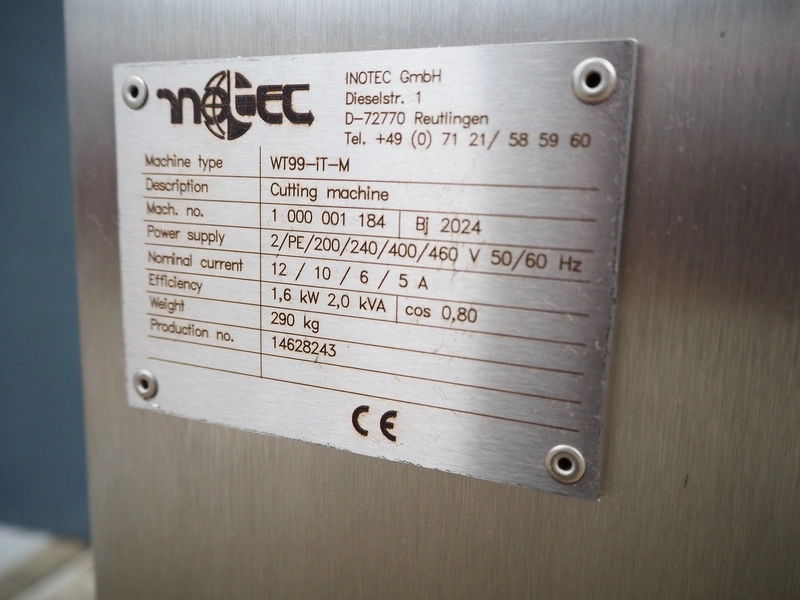 INOTEC
INOTEC GmbH
Dieselstr. 1
D-72770 Reutlingen
Tel. +49 (0) 71 21/ 58 59 60
Machine type WT99-iT-M
Description Cutting machine
Mach. no. 1 000 001 184 Bj 2024
Power supply 2/PE/200/240/400/460 V 50/60 Hz
Nominal current 12 / 10 / 6 / 5 A
Efficiency 1,6 kW 2,0 kVA cos 0,80
Weight 290 kg
Production no. 14628243
CE